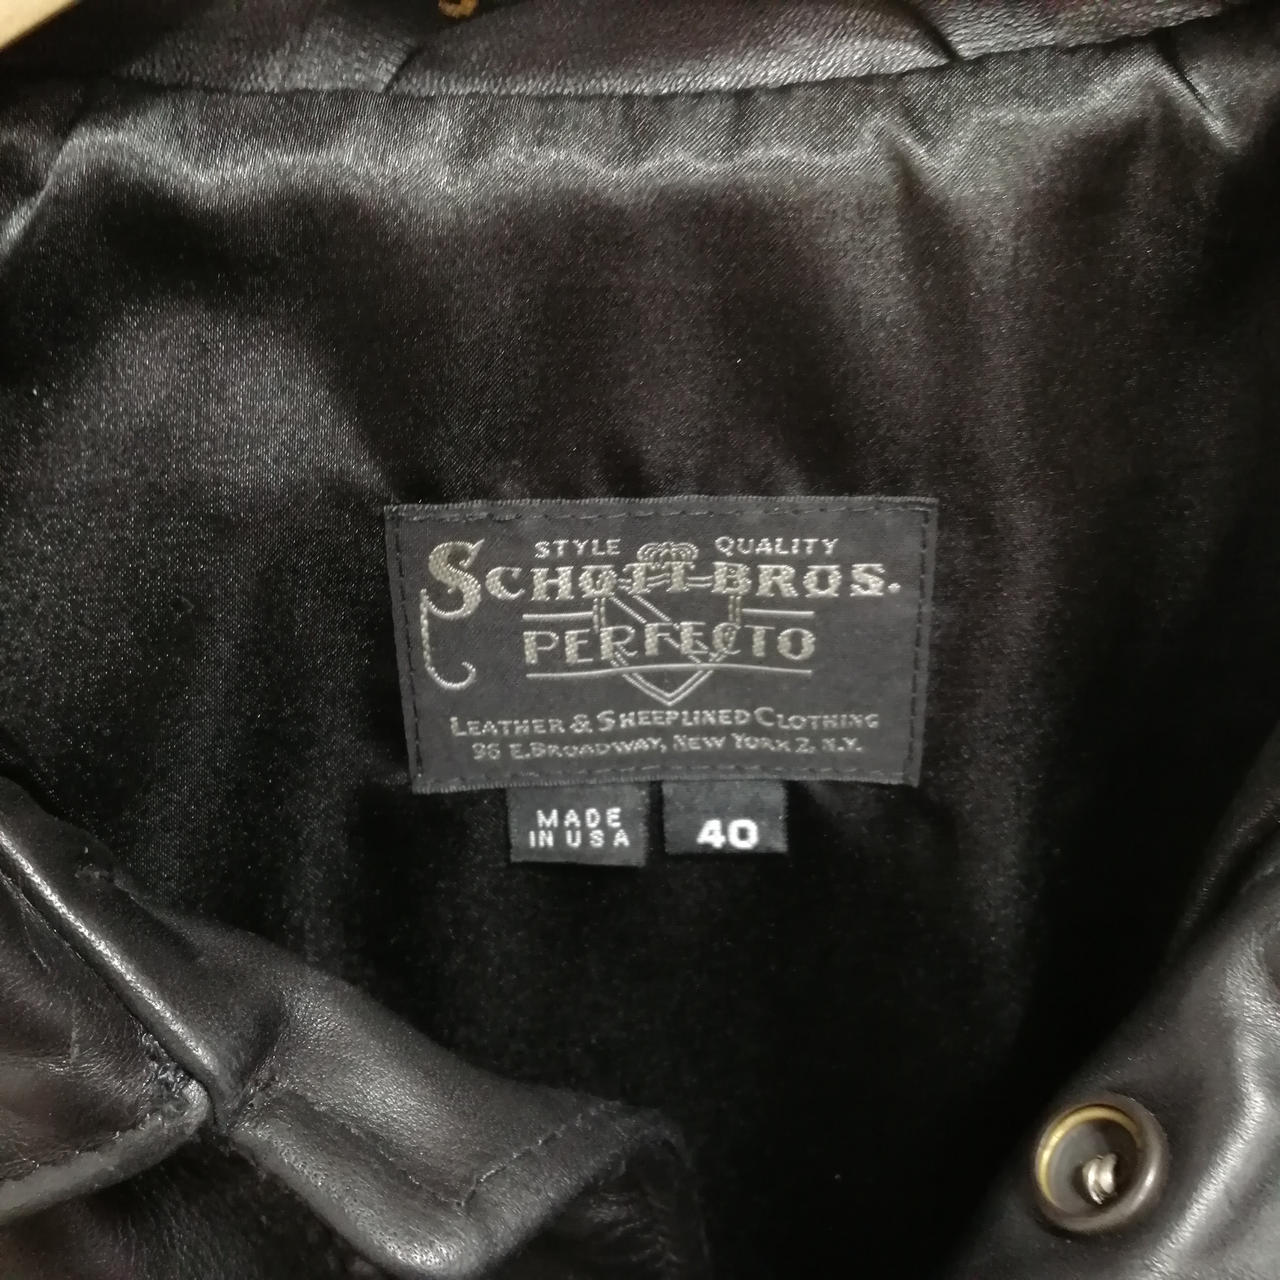 STYLE QUALITY
SCHOTT BROS.
PERFECTO
LEATHER & SHEEPLINED CLOTHING
96 E. BROADWAY, NEW YORK 2, N.Y.
MADE
IN USA
40